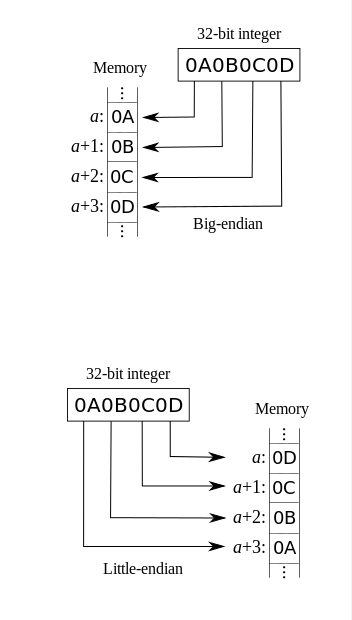 32-bit integer
0A0B0C0D
Memory
⋮
a: 0A
a+1: 0B
a+2: 0C
a+3: 0D
⋮
Big-endian
32-bit integer
0A0B0C0D
Memory
⋮
a: 0D
a+1: 0C
a+2: 0B
a+3: 0A
⋮
Little-endian